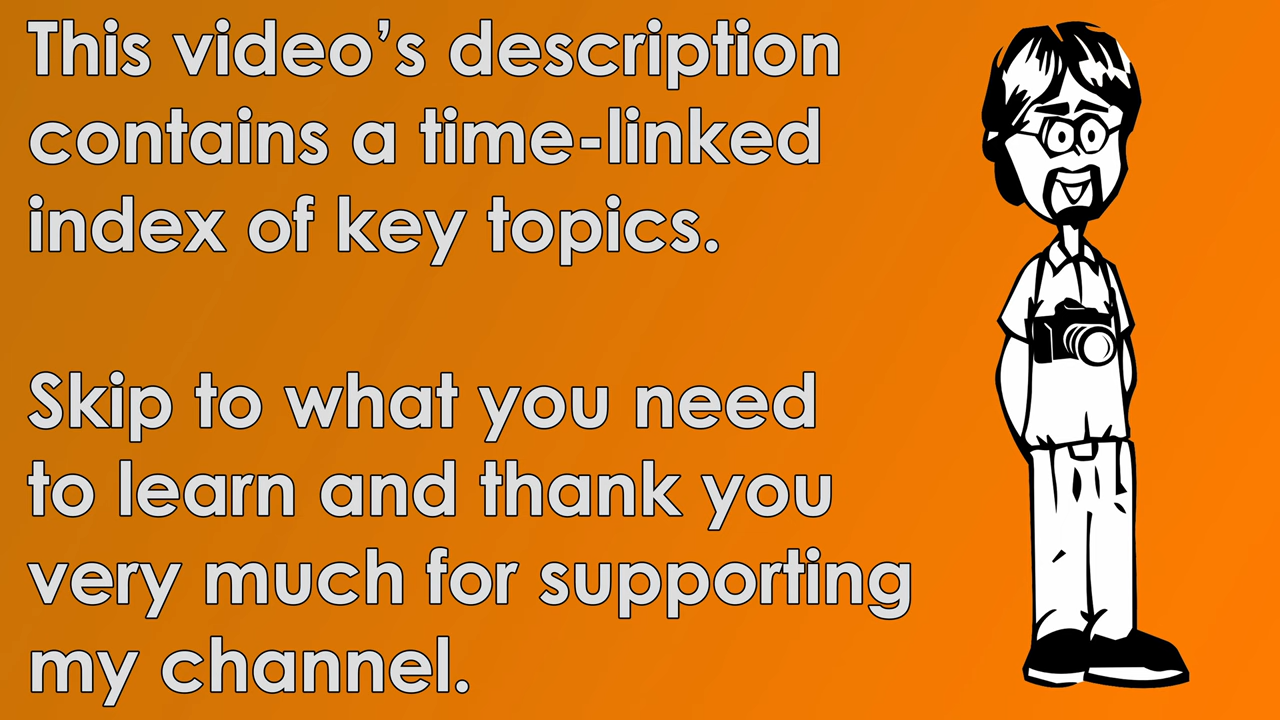 This video’s description
contains a time-linked
index of key topics.
Skip to what you need
to learn and thank you
very much for supporting
my channel.